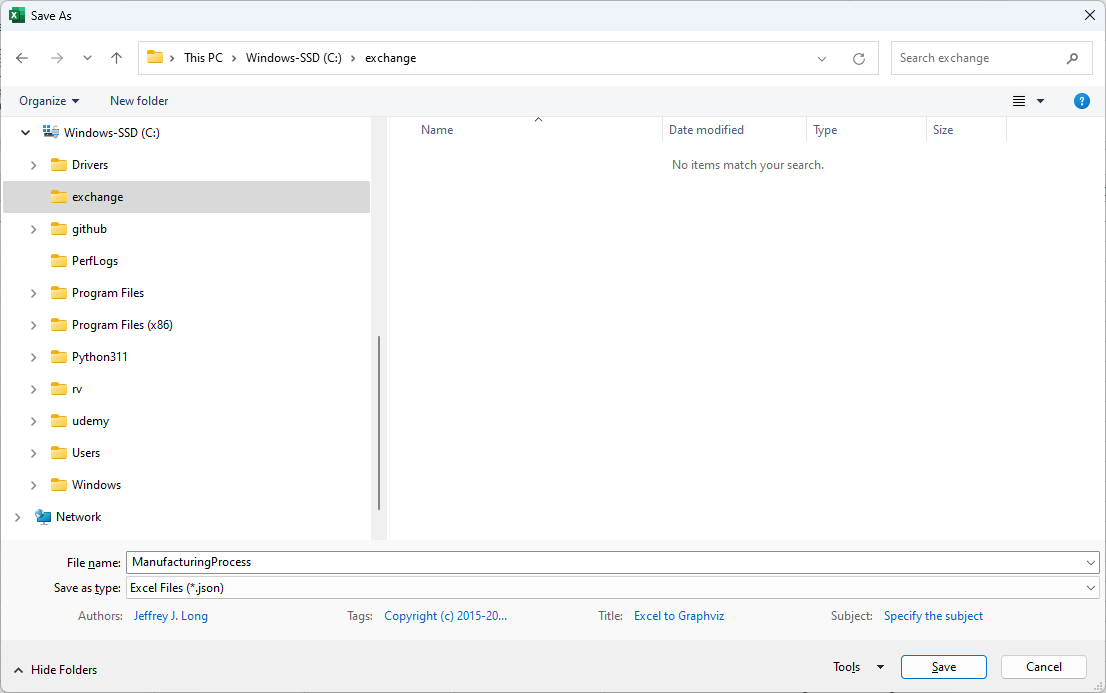 Save As
This PC > Windows-SSD (C:) > exchange
Search exchange
Organize
New folder
?
Windows-SSD (C:)
Name
Date modified
Type
Size
Drivers
No items match your search.
exchange
github
PerfLogs
Program Files
Program Files (x86)
Python311
rv
udemy
Users
Windows
Network
File name: ManufacturingProcess
Save as type: Excel Files (*.json)
Authors: Jeffrey J. Long
Tags: Copyright (c) 2015-20...
Title: Excel to Graphviz
Subject: Specify the subject
Hide Folders
Tools
Save
Cancel